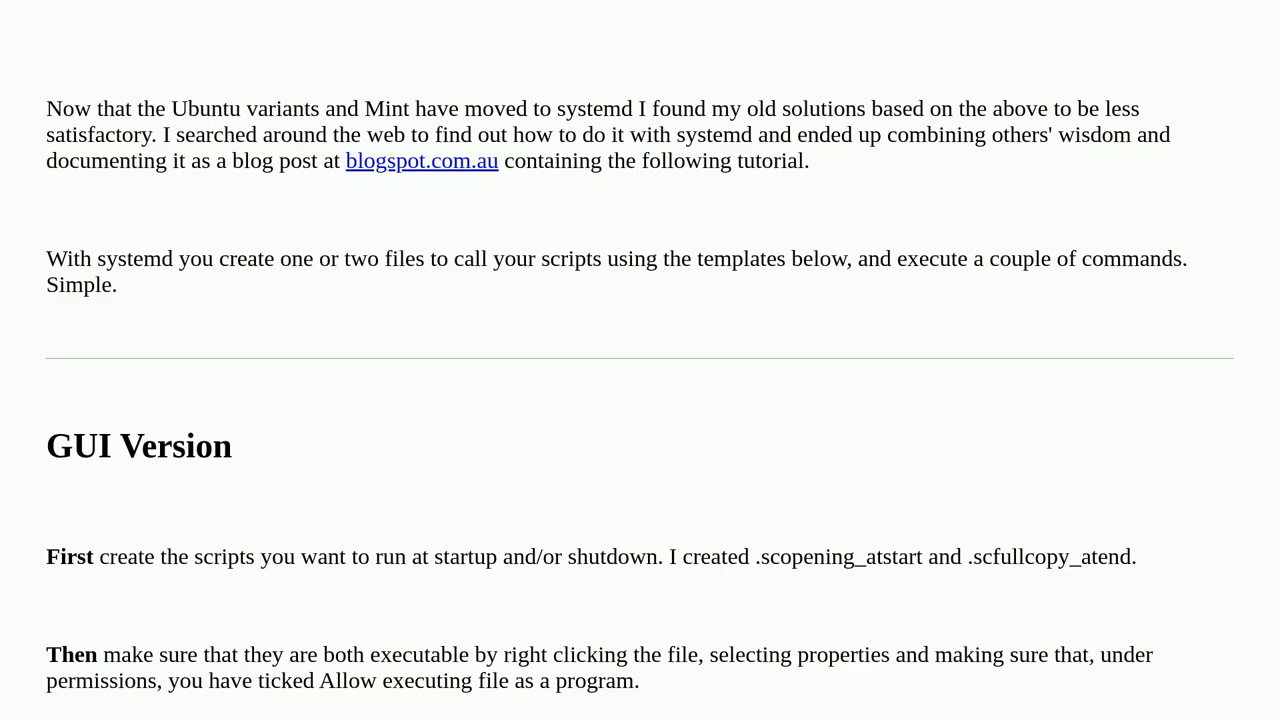 Now that the Ubuntu variants and Mint have moved to systemd I found my old solutions based on the above to be less
satisfactory. I searched around the web to find out how to do it with systemd and ended up combining others' wisdom and
documenting it as a blog post at blogspot.com.au containing the following tutorial.
With systemd you create one or two files to call your scripts using the templates below, and execute a couple of commands.
Simple.
GUI Version
First create the scripts you want to run at startup and/or shutdown. I created .scopening_atstart and .scfullcopy_atend.
Then make sure that they are both executable by right clicking the file, selecting properties and making sure that, under
permissions, you have ticked Allow executing file as a program.